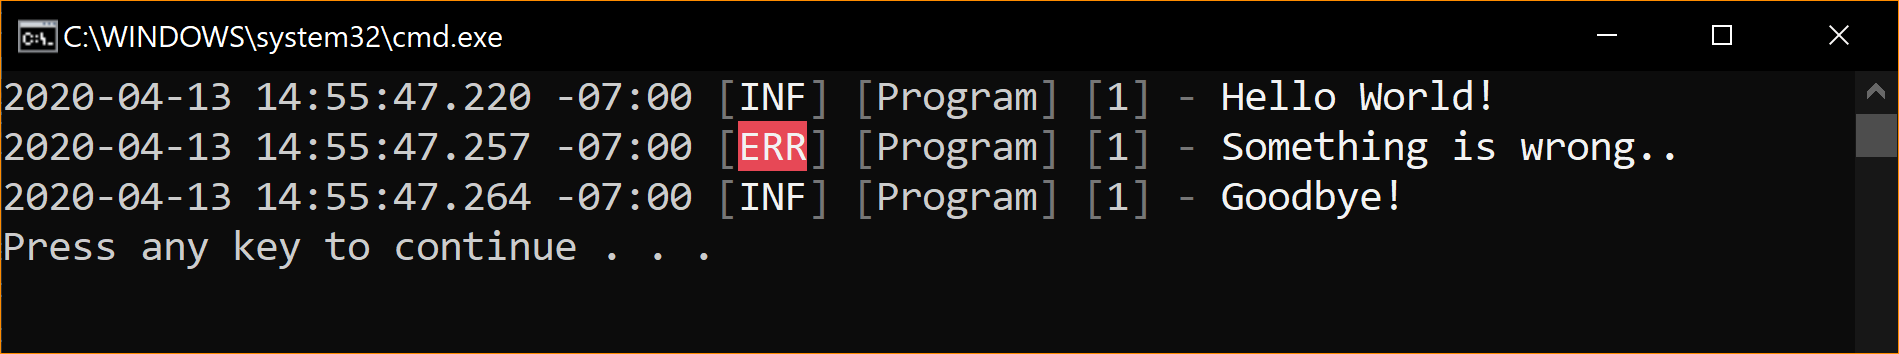 C:\WINDOWS\system32\cmd.exe
2020-04-13 14:55:47.220 -07:00 [INF] [Program] [1] - Hello World!
2020-04-13 14:55:47.257 -07:00 [ERR] [Program] [1] - Something is wrong..
2020-04-13 14:55:47.264 -07:00 [INF] [Program] [1] - Goodbye!
Press any key to continue . . .